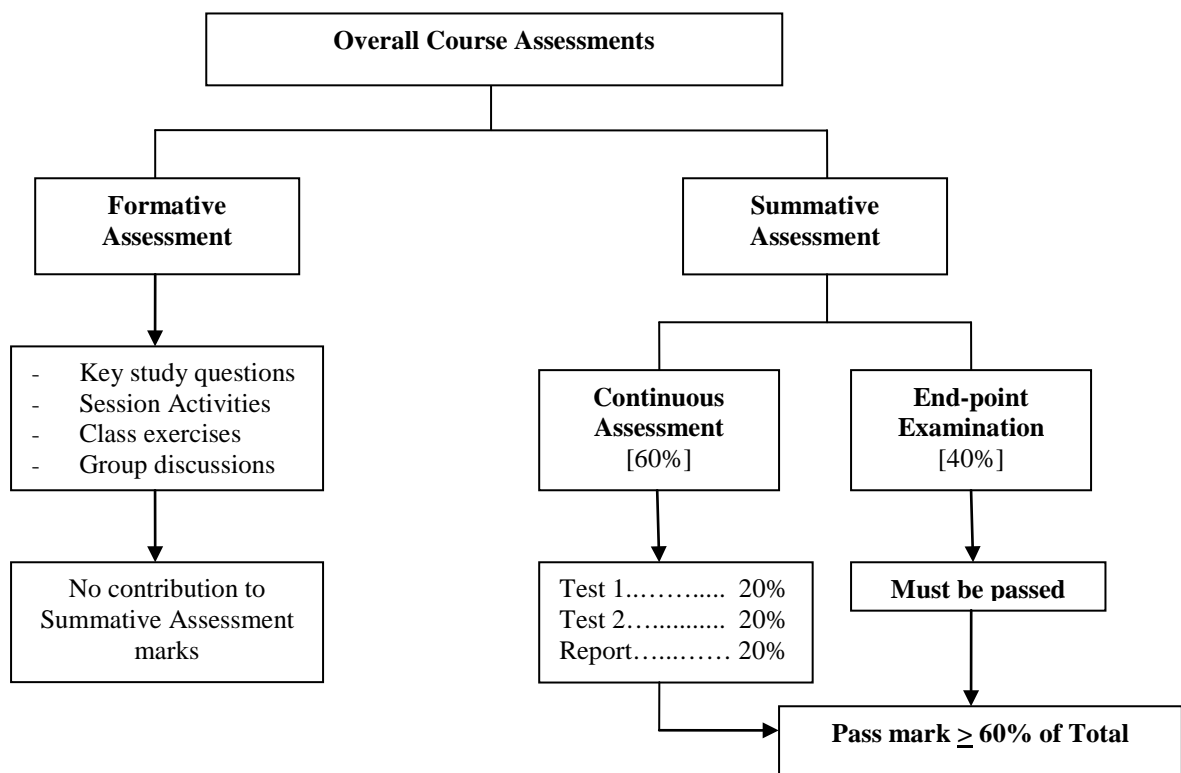 Overall Course Assessments
Formative
Assessment
Summative
Assessment
- Key study questions
- Session Activities
- Class exercises
- Group discussions
Continuous
Assessment
[60%]
End-point
Examination
[40%]
No contribution to
Summative Assessment
marks
Test 1..……..... 20%
Test 2…........... 20%
Report…...…… 20%
Must be passed
Pass mark ≥ 60% of Total